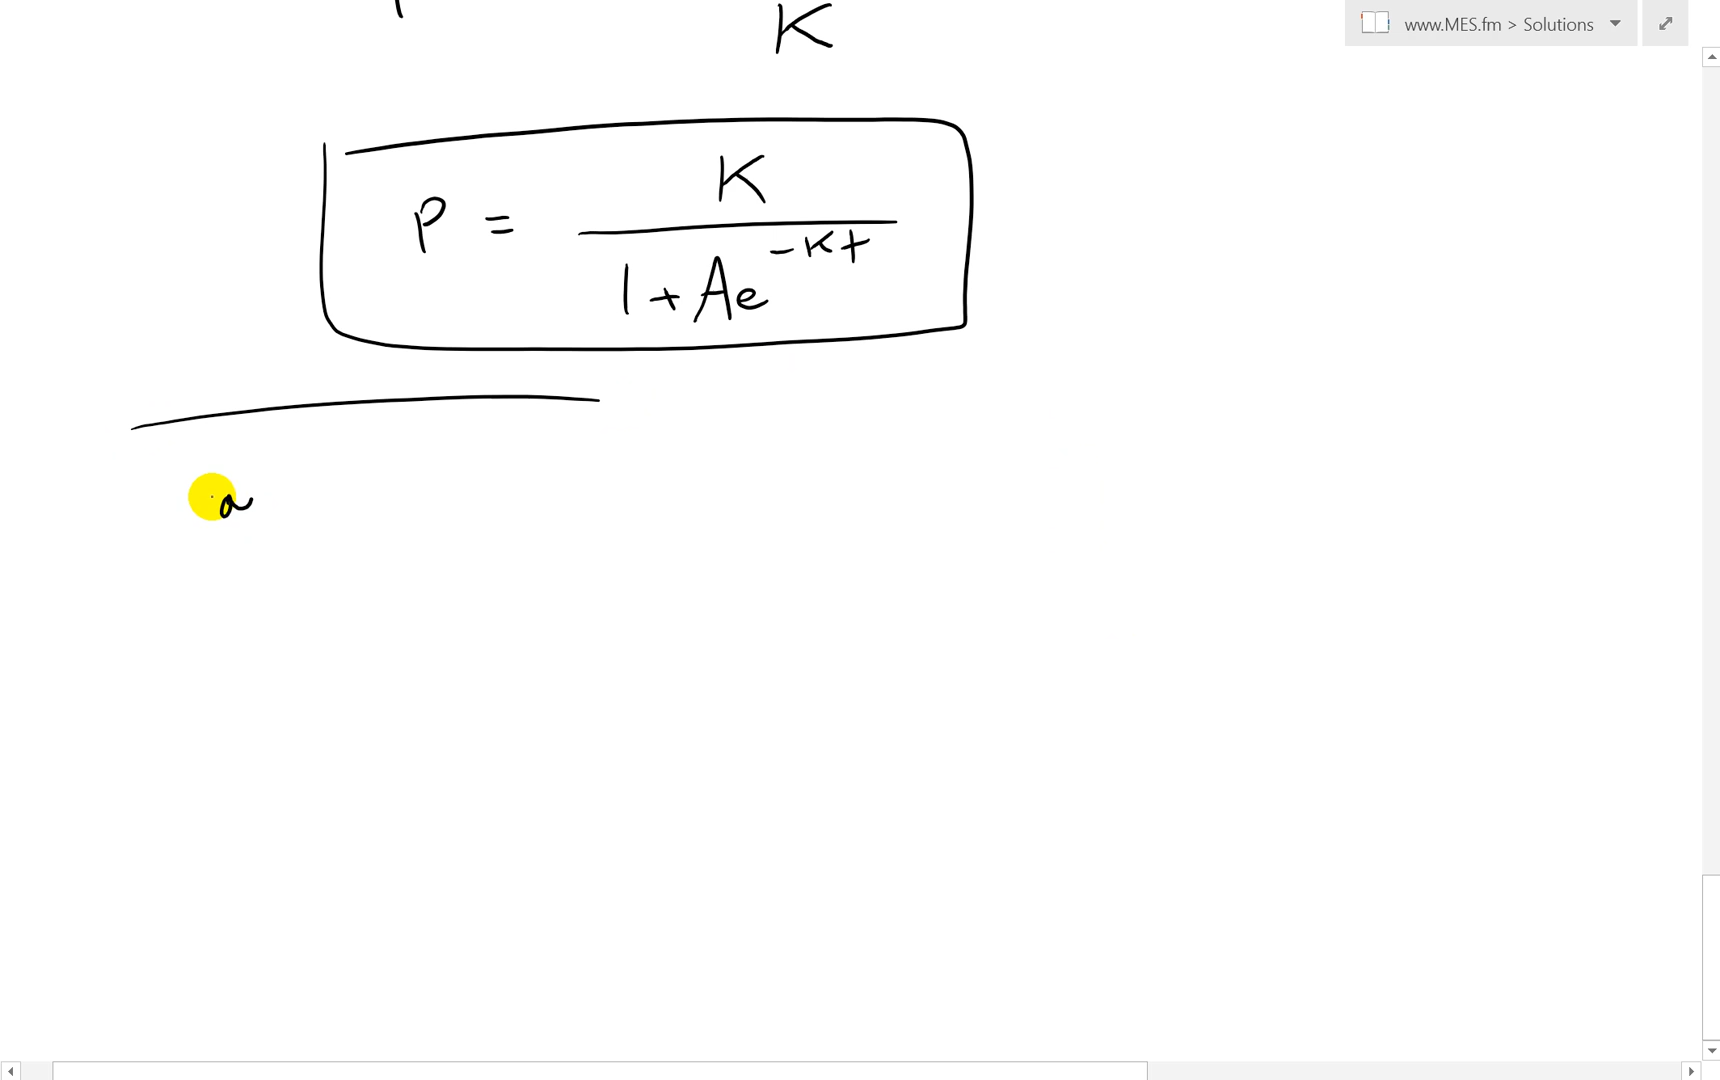 K
www.MES.fm > Solutions
P = K / (1 + Ae^{-kt})
a